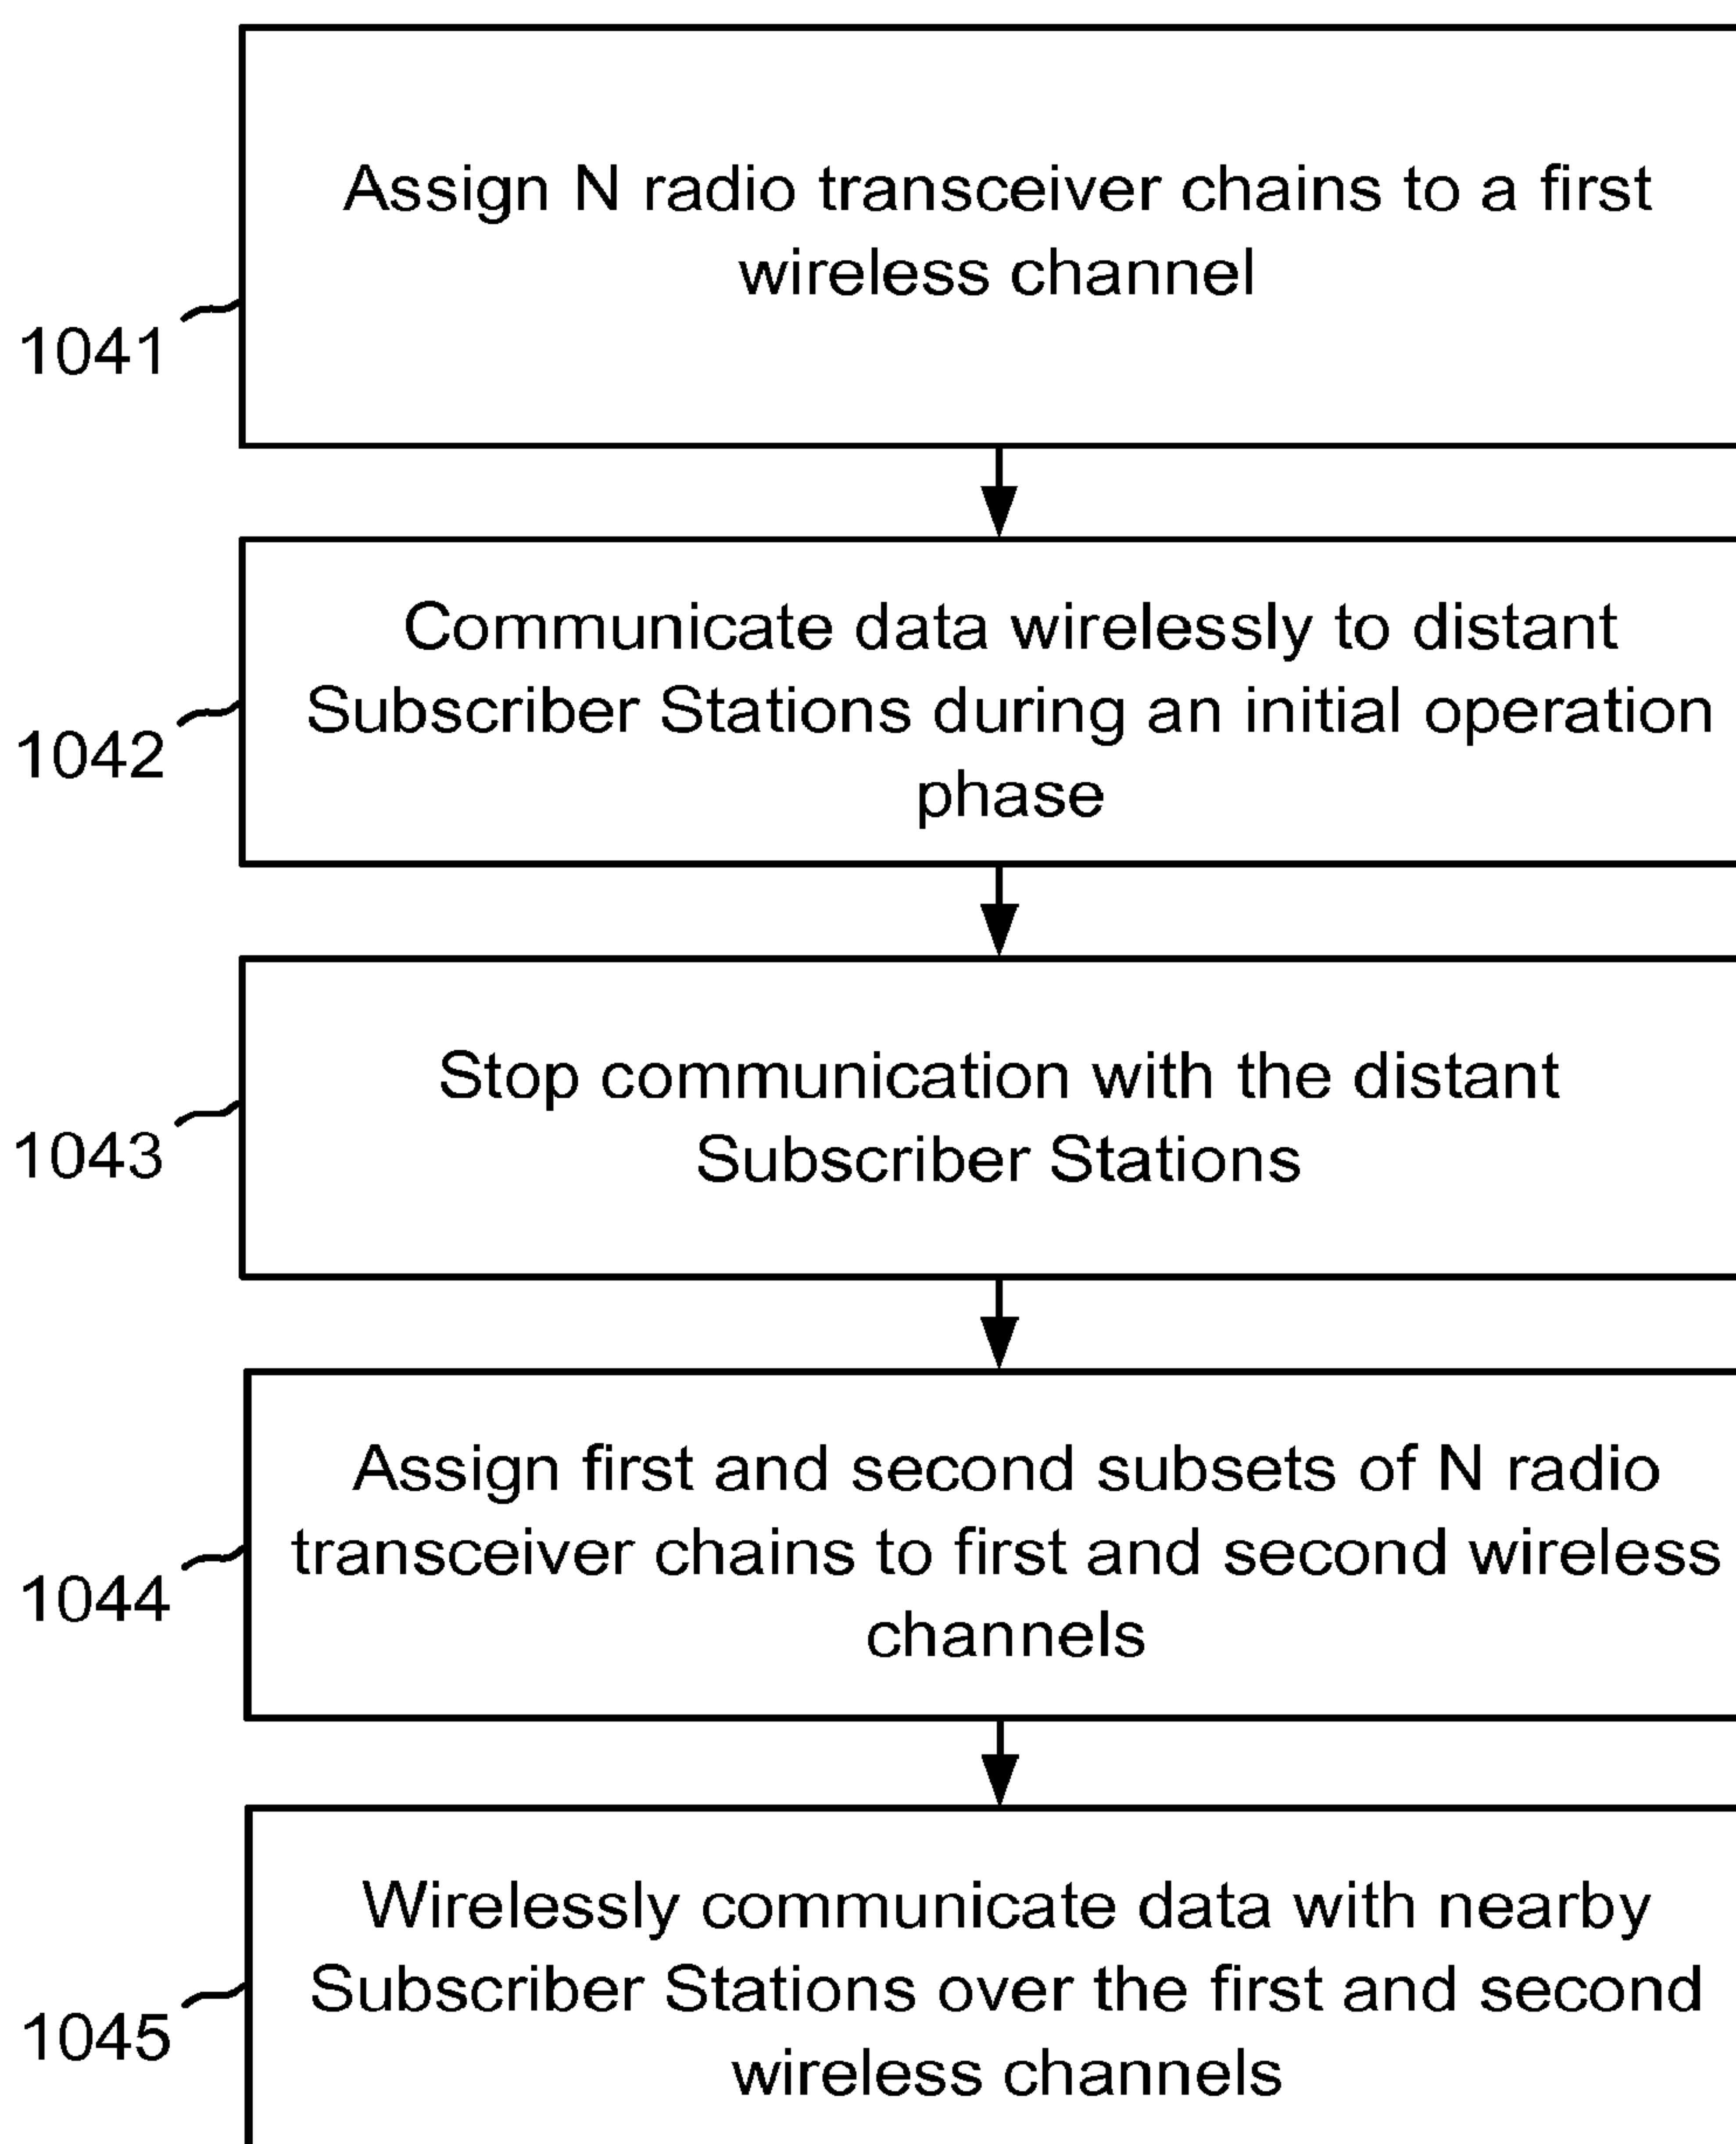 Assign N radio transceiver chains to a first
wireless channel
1041
Communicate data wirelessly to distant
Subscriber Stations during an initial operation
phase
1042
Stop communication with the distant
Subscriber Stations
1043
Assign first and second subsets of N radio
transceiver chains to first and second wireless
channels
1044
Wirelessly communicate data with nearby
Subscriber Stations over the first and second
wireless channels
1045